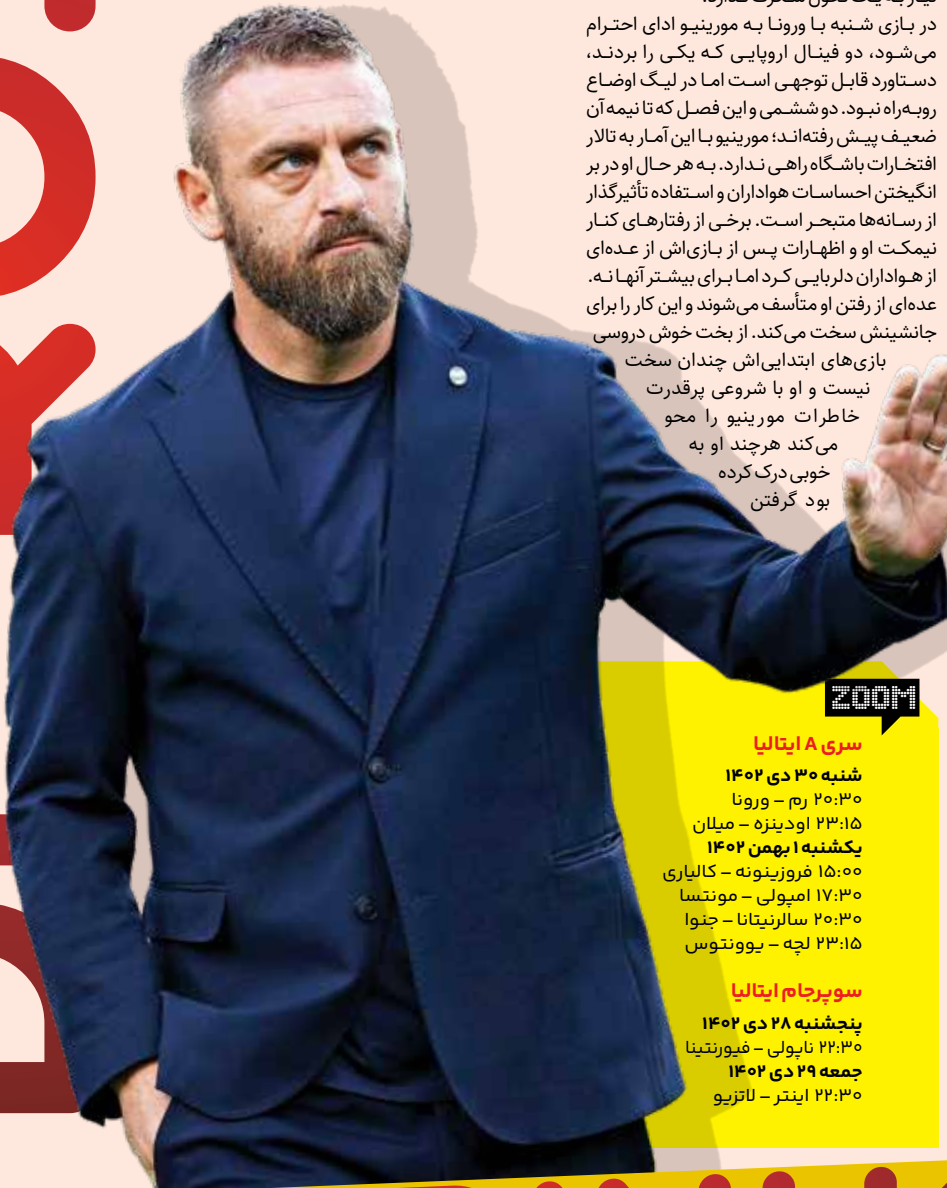 در بازی شنبه با ورونا به مورینیو ادای احترام
می‌شود، دو فینال اروپایی که یکی را بردند،
دستاورد قابل توجهی است اما در لیگ اوضاع
روبه‌راه نبود. دو ششمی و این فصل که تا نیمه آن
ضعیف پیش رفته‌اند؛ مورینیو با این آمار به تالار
افتخارات باشگاه راهی ندارد. به هر حال او در بر
انگیختن احساسات هواداران و استفاده تأثیرگذار
از رسانه‌ها متبحر است. برخی از رفتارهای کنار
نیمکت او و اظهارات پس از بازی‌اش از عده‌ای
از هواداران دلربایی کرد اما برای بیشتر آنها نه.
عده‌ای از رفتن او متأسف می‌شوند و این کار را برای
جانشینش سخت می‌کند. از بخت خوش دروسی
بازی‌های ابتدایی‌اش چندان سخت
نیست و او با شروعی پرقدرت
خاطرات مورینیو را محو
می‌کند هرچند او به
خوبی درک کرده
بود گرفتن
ZOOM
سری A ایتالیا
شنبه ۳۰ دی ۱۴۰۲
۲۰:۳۰ رم – ورونا
۲۳:۱۵ اودینزه – میلان
یکشنبه ۱ بهمن ۱۴۰۲
۱۵:۰۰ فروزینونه – کالیاری
۱۷:۳۰ امپولی – مونتسا
۲۰:۳۰ سالرنیتانا – جنوا
۲۳:۱۵ لچه – یوونتوس
سوپرجام ایتالیا
پنجشنبه ۲۸ دی ۱۴۰۲
۲۲:۳۰ ناپولی – فیورنتینا
جمعه ۲۹ دی ۱۴۰۲
۲۲:۳۰ اینتر – لاتزیو